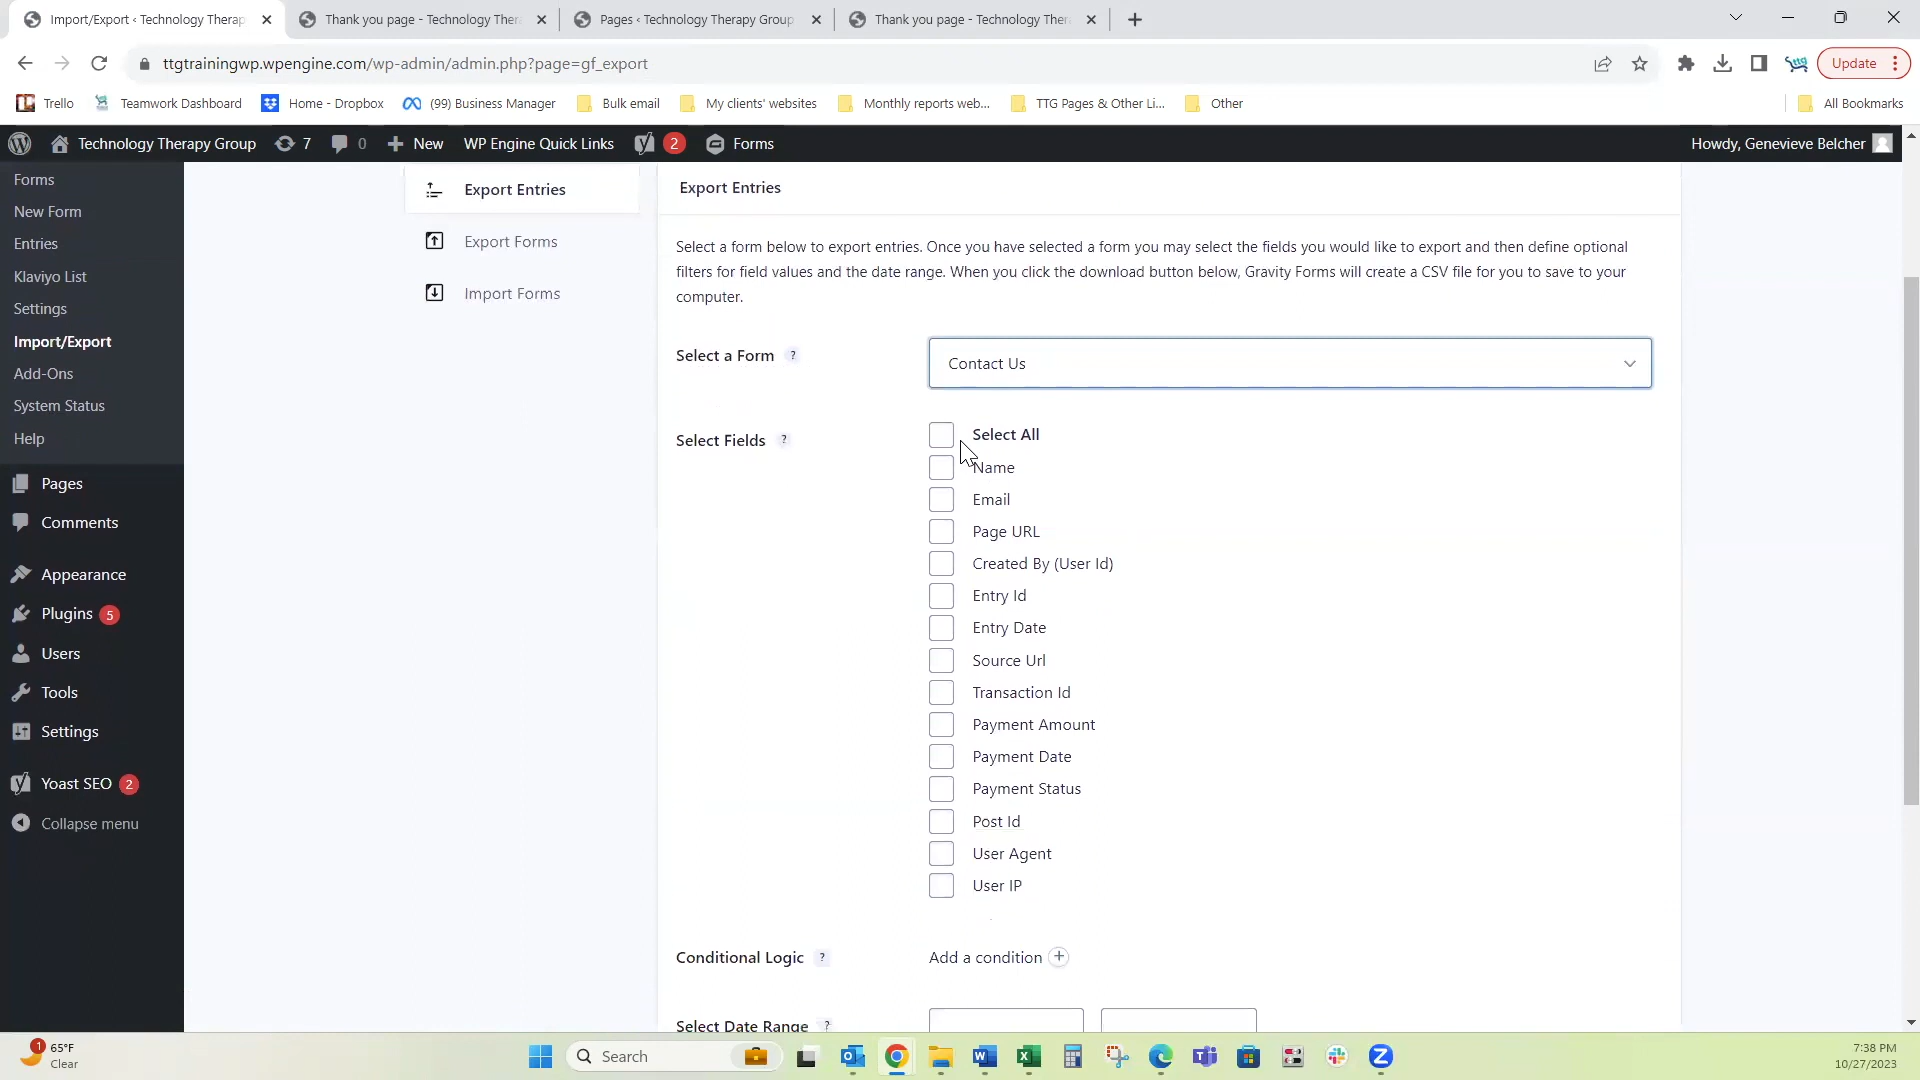 Import/Export ‹ Technology Therap
Thank you page - Technology Ther
Pages ‹ Technology Therapy Group
Thank you page - Technology Ther
ttgtrainingwp.wpengine.com/wp-admin/admin.php?page=gf_export
Update
Trello
Teamwork Dashboard
Home - Dropbox
(99) Business Manager
Bulk email
My clients' websites
Monthly reports web...
TTG Pages & Other Li...
Other
All Bookmarks
Technology Therapy Group
7
0
New
WP Engine Quick Links
2
Forms
Howdy, Genevieve Belcher
Forms
New Form
Entries
Klaviyo List
Settings
Import/Export
Add-Ons
System Status
Help
Pages
Comments
Appearance
Plugins 5
Users
Tools
Settings
Yoast SEO 2
Collapse menu
Export Entries
Export Forms
Import Forms
Export Entries
Select a form below to export entries. Once you have selected a form you may select the fields you would like to export and then define optional
filters for field values and the date range. When you click the download button below, Gravity Forms will create a CSV file for you to save to your
computer.
Select a Form ?
Contact Us
Select Fields ?
Select All
Name
Email
Page URL
Created By (User Id)
Entry Id
Entry Date
Source Url
Transaction Id
Payment Amount
Payment Date
Payment Status
Post Id
User Agent
User IP
Conditional Logic ?
Add a condition +
Select Date Range ?
1
65°F
Clear
Search
7:38 PM
10/27/2023